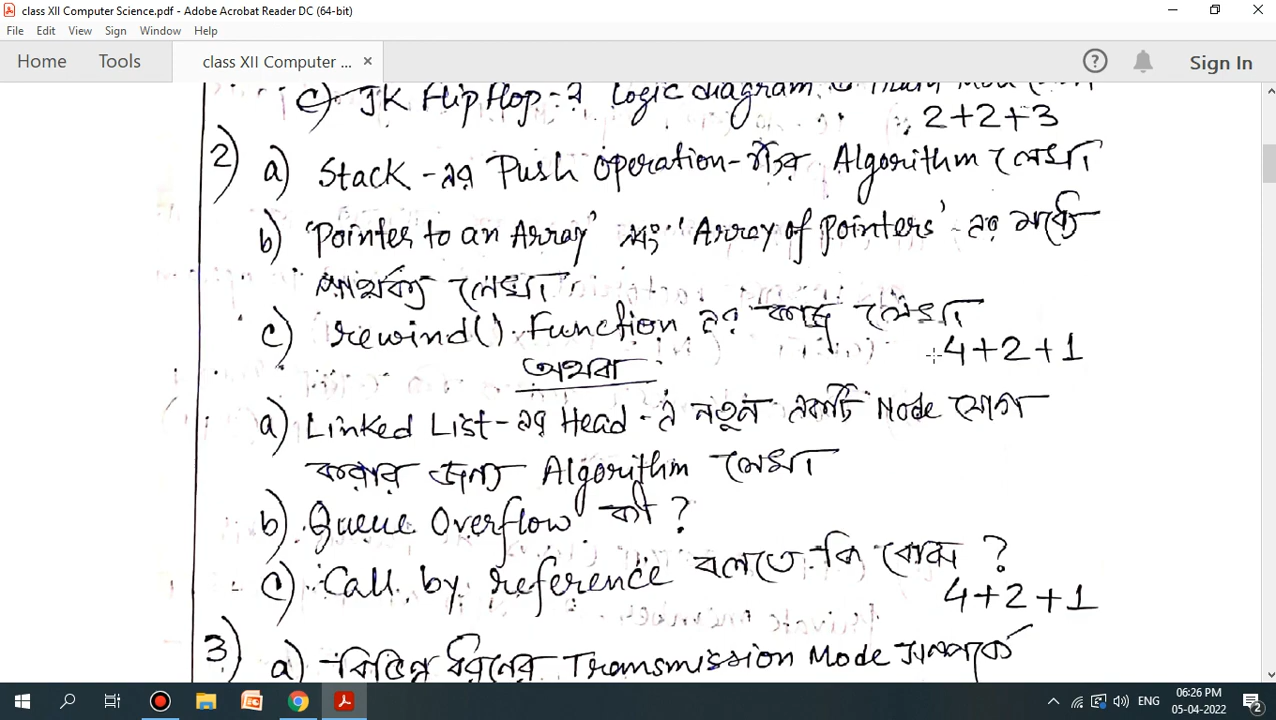 class XII Computer Science.pdf - Adobe Acrobat Reader DC (64-bit)
File Edit View Sign Window Help
Home Tools class XII Computer ... × Sign In
c) JK FlipFlop-র Logic diagram
2+2+3
2) a) Stack -এর Push Operation-টির Algorithm লেখো।
b) 'Pointer to an Array' এবং 'Array of pointers' -এর মধ্যে
পার্থক্য লেখো।
c) rewind() Function এর কাজ লেখো।
4+2+1
অথবা
a) Linked List-এর Head-এ নতুন একটি Node যোগ
করার জন্য Algorithm লেখো।
b) Queue Overflow কী ?
c) Call by reference বলতে কি বোঝ ?
4+2+1
3) a) বিভিন্ন ধরনের Transmission Mode সম্পর্কে
ENG
06:26 PM
05-04-2022
2